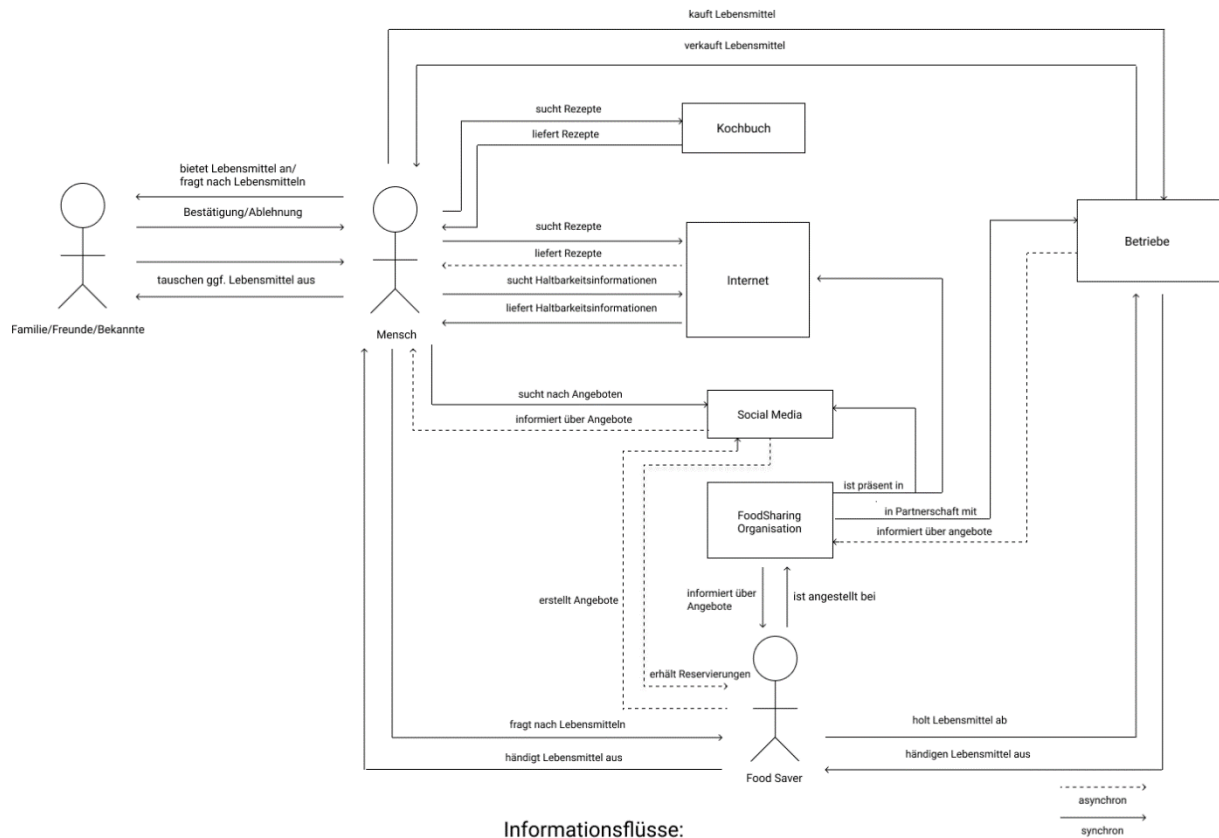 kauft Lebensmittel
verkauft Lebensmittel
sucht Rezepte
Kochbuch
liefert Rezepte
bietet Lebensmittel an/
fragt nach Lebensmitteln
Bestätigung/Ablehnung
tauschen ggf. Lebensmittel aus
Familie/Freunde/Bekannte
Mensch
sucht Rezepte
liefert Rezepte
sucht Haltbarkeitsinformationen
liefert Haltbarkeitsinformationen
Internet
Betriebe
sucht nach Angeboten
informiert über Angebote
Social Media
ist präsent in
FoodSharing
Organisation
in Partnerschaft mit
informiert über angebote
erstellt Angebote
informiert über
Angebote
ist angestellt bei
erhält Reservierungen
fragt nach Lebensmitteln
händigt Lebensmittel aus
Food Saver
holt Lebensmittel ab
händigen Lebensmittel aus
asynchron
synchron
Informationsflüsse: